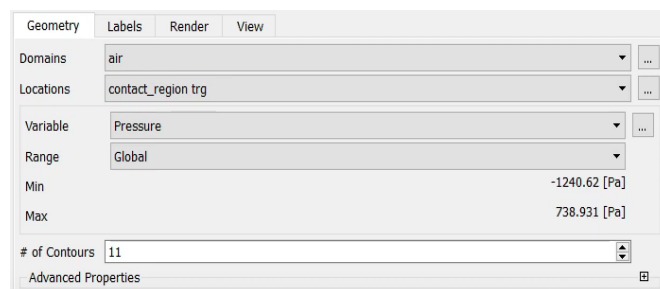 Geometry Labels Render View
Domains air ...
Locations contact_region trg ...
Variable Pressure ...
Range Global
Min -1240.62 [Pa]
Max 738.931 [Pa]
# of Contours 11
Advanced Properties